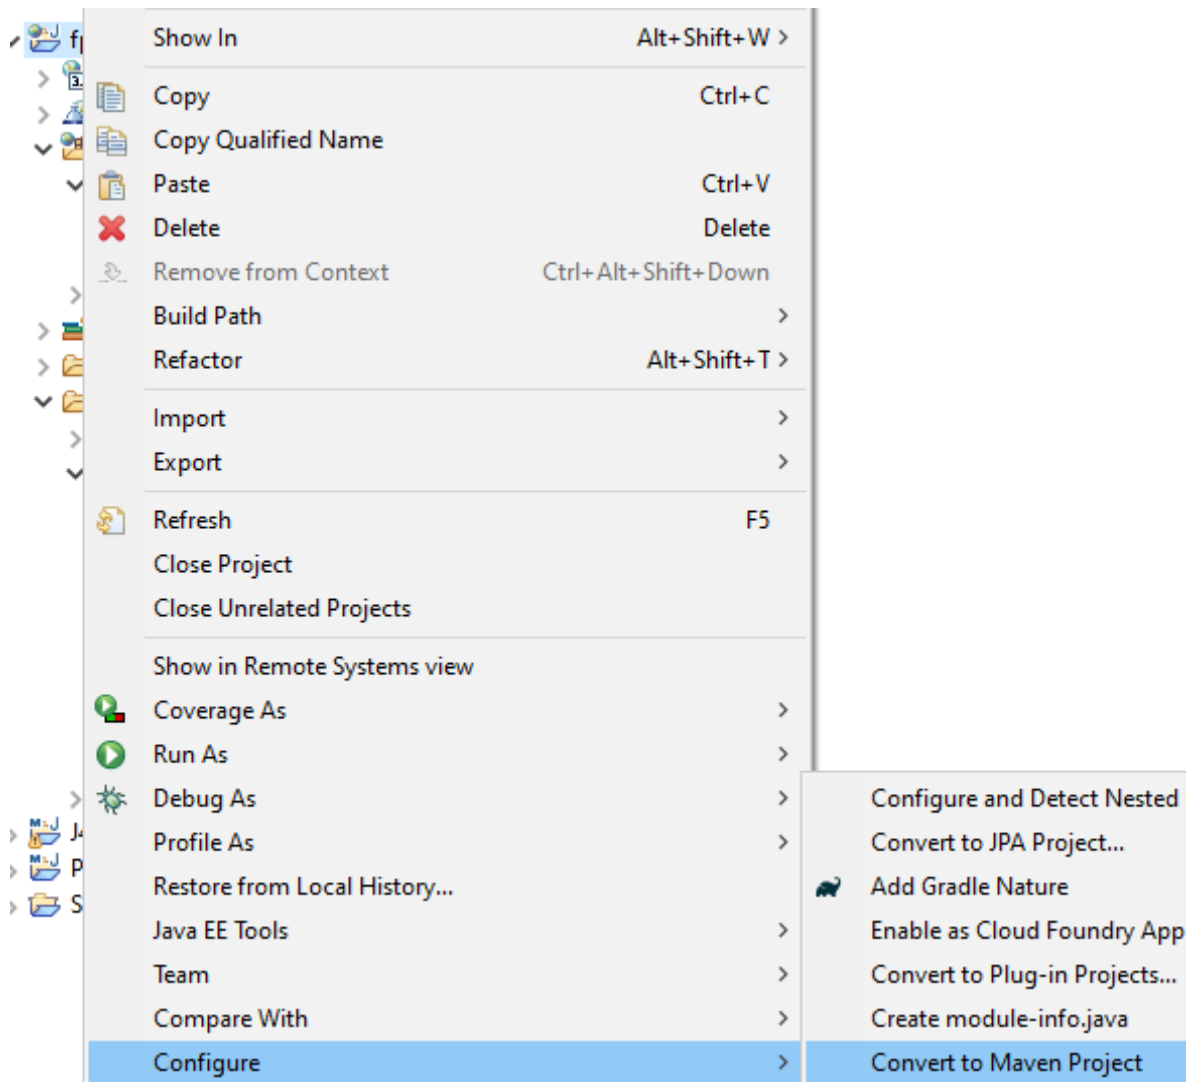 Show In Alt+Shift+W >
Copy Ctrl+C
Copy Qualified Name
Paste Ctrl+V
Delete Delete
Remove from Context Ctrl+Alt+Shift+Down
Build Path >
Refactor Alt+Shift+T >
Import >
Export >
Refresh F5
Close Project
Close Unrelated Projects
Show in Remote Systems view
Coverage As >
Run As >
Debug As >
Profile As >
Restore from Local History...
Java EE Tools >
Team >
Compare With >
Configure >
Configure and Detect Nested
Convert to JPA Project...
Add Gradle Nature
Enable as Cloud Foundry App
Convert to Plug-in Projects...
Create module-info.java
Convert to Maven Project